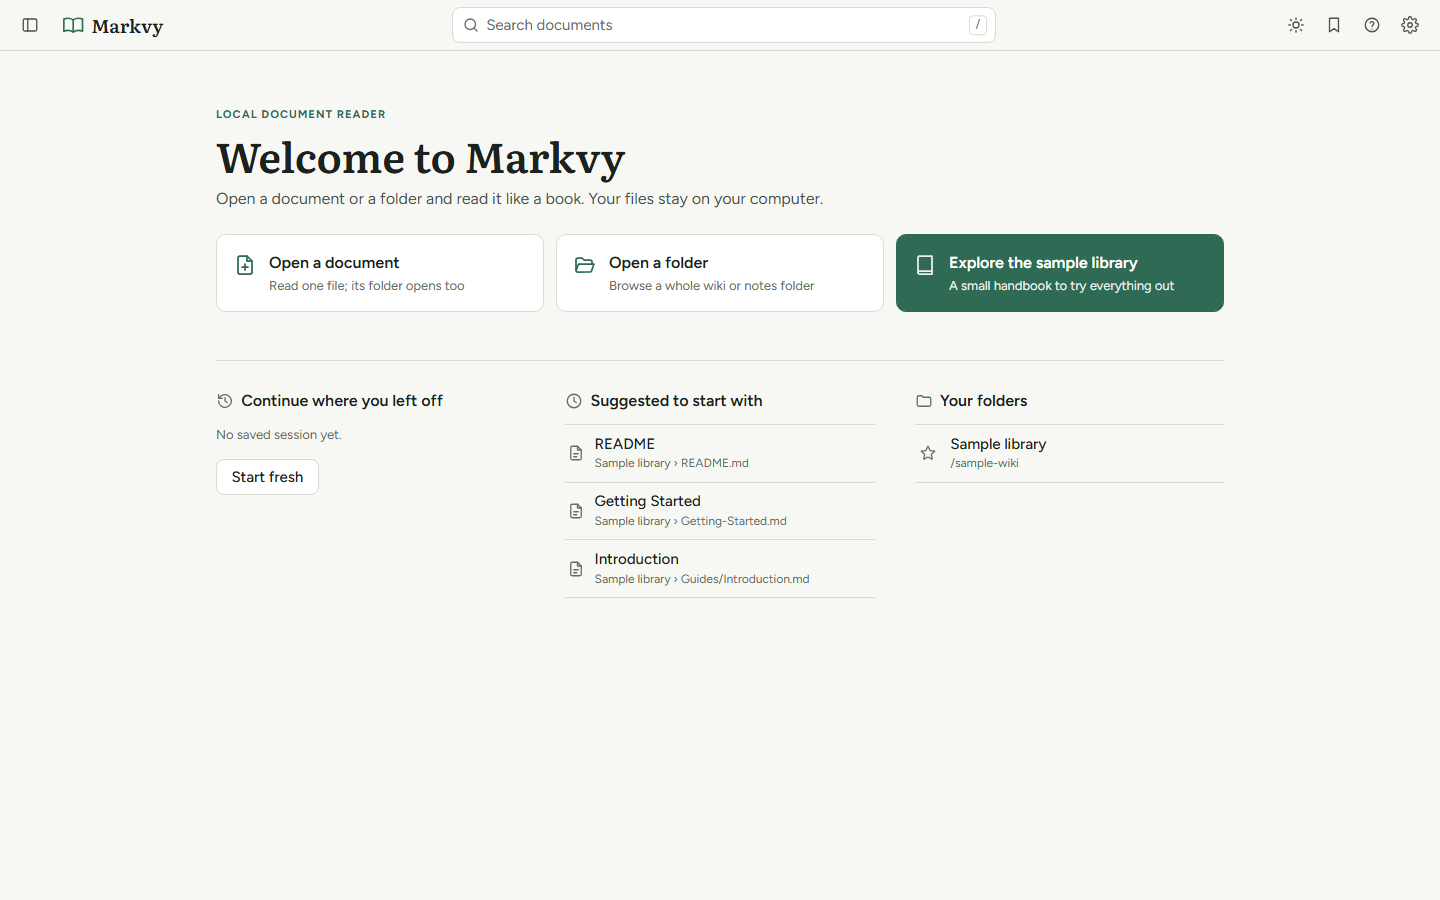 Markvy
Search documents
/
LOCAL DOCUMENT READER
Welcome to Markvy
Open a document or a folder and read it like a book. Your files stay on your computer.
Open a document
Read one file; its folder opens too
Open a folder
Browse a whole wiki or notes folder
Explore the sample library
A small handbook to try everything out
Continue where you left off
No saved session yet.
Start fresh
Suggested to start with
README
Sample library › README.md
Getting Started
Sample library › Getting-Started.md
Introduction
Sample library › Guides/Introduction.md
Your folders
Sample library
/sample-wiki